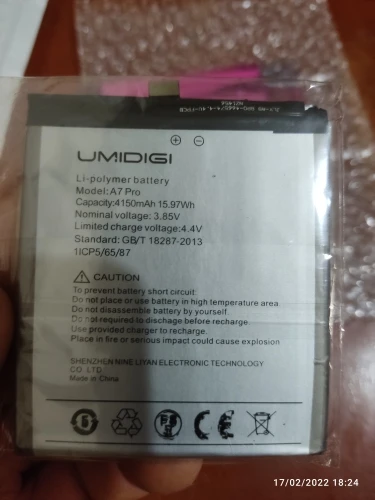 UMIDIGI
Li-polymer battery
Model: A7 Pro
Capacity:4150mAh 15.97Wh
Nominal voltage: 3.85V
Limited charge voltage:4.4V
Standard: GB/T 18287-2013
1ICP5/65/87
CAUTION
To prevent battery short circuit:
Do not place or use battery in high temperature area.
Do not disassemble battery by yourself.
Do not required to discharge before recharge.
Use provided charger to recharge.
Place in fire or serious impact could cause explosion
SHENZHEN NINE LIYAN ELECTRONIC TECHNOLOGY
CO. LTD
Made in China
CE
17/02/2022 18:24